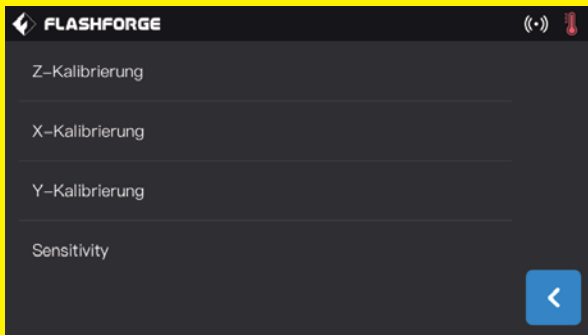 FLASHFORGE
Z-Kalibrierung
X-Kalibrierung
Y-Kalibrierung
Sensitivity